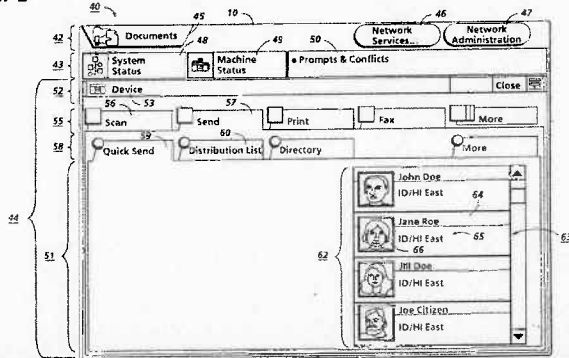 40
45
10
46
47
42
Documents
Network Services...
Network Administration
48
49
50
43
System Status
Machine Status
• Prompts & Conflicts
52
Device
Close
56
53
57
55
Scan
Send
Print
Fax
More
59
60
58
Quick Send
Distribution List
Directory
More
44
51
62
63
John Doe
ID/HI East
64
Jane Roe
ID/HI East
65
66
Jill Doe
ID/HI East
Joe Citizen
ID/HI East